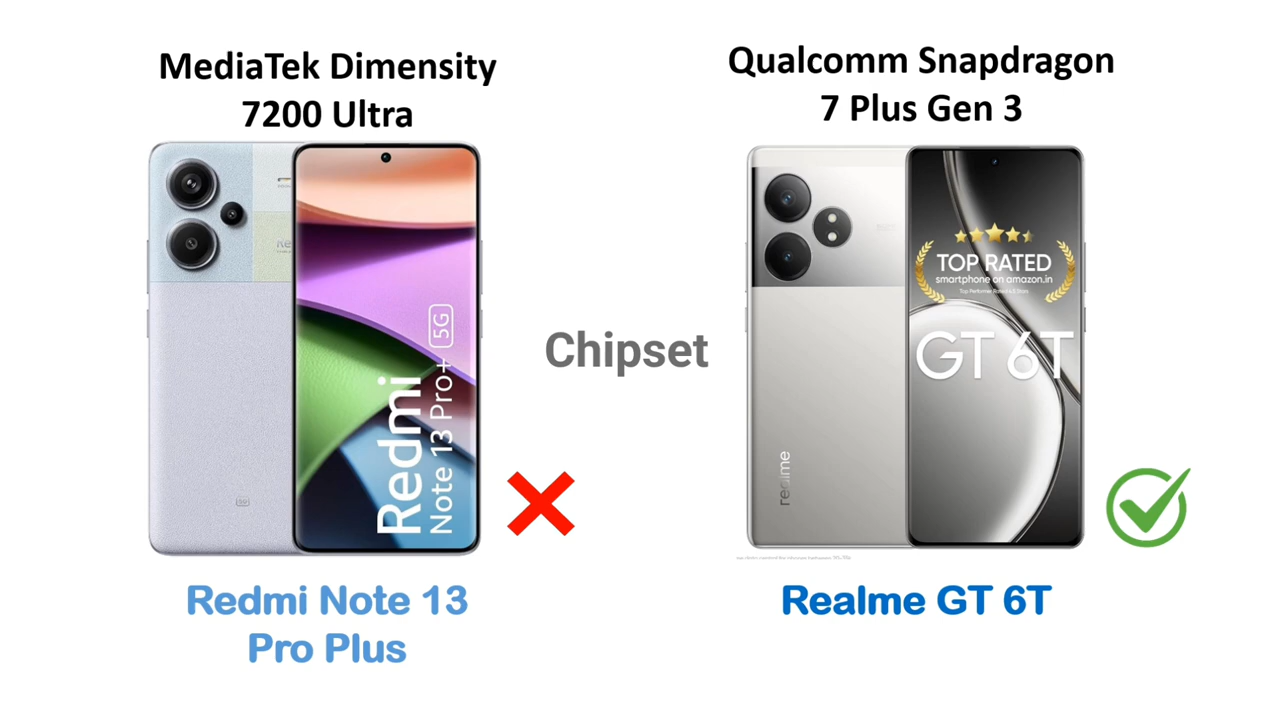 MediaTek Dimensity
7200 Ultra
Qualcomm Snapdragon
7 Plus Gen 3
Redmi
Note 13 Pro+ 5G
Chipset
TOP RATED
smartphone on amazon.in
GT 6T
realme
Redmi Note 13
Pro Plus
Realme GT 6T